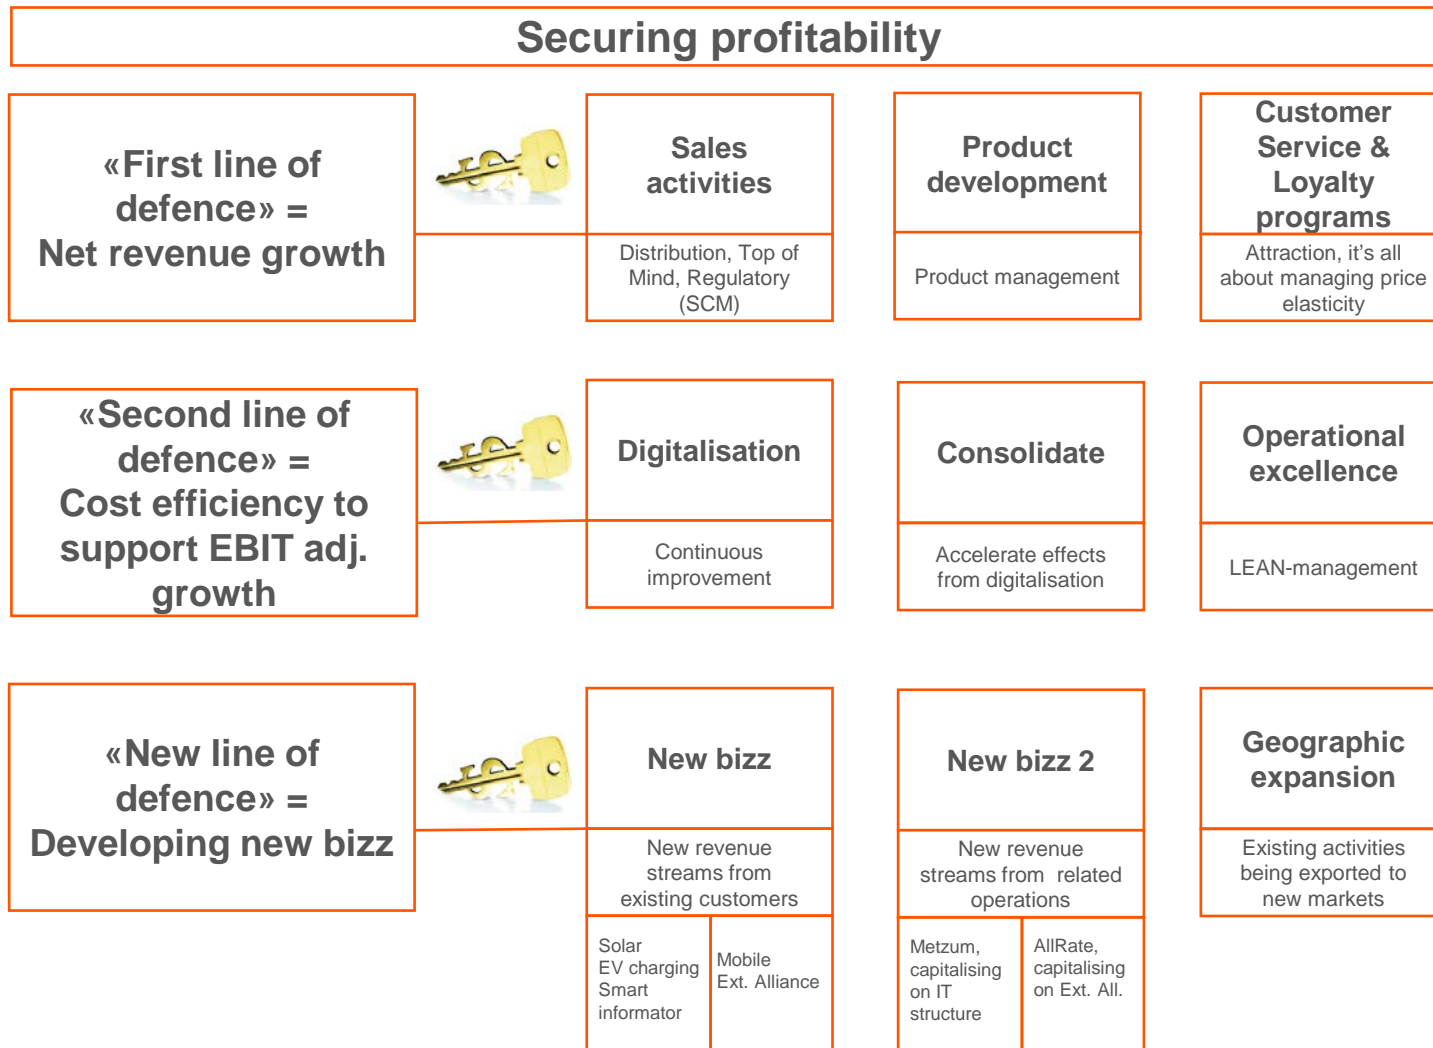 Securing profitability
«First line of
defence» =
Net revenue growth
Sales
activities
Distribution, Top of
Mind, Regulatory
(SCM)
Product
development
Product management
Customer
Service &
Loyalty
programs
Attraction, it's all
about managing price
elasticity
«Second line of
defence» =
Cost efficiency to
support EBIT adj.
growth
Digitalisation
Continuous
improvement
Consolidate
Accelerate effects
from digitalisation
Operational
excellence
LEAN-management
«New line of
defence» =
Developing new bizz
New bizz
New revenue
streams from
existing customers
Solar
EV charging
Smart
informator
Mobile
Ext. Alliance
New bizz 2
New revenue
streams from related
operations
Metzum,
capitalising
on IT
structure
AllRate,
capitalising
on Ext. All.
Geographic
expansion
Existing activities
being exported to
new markets